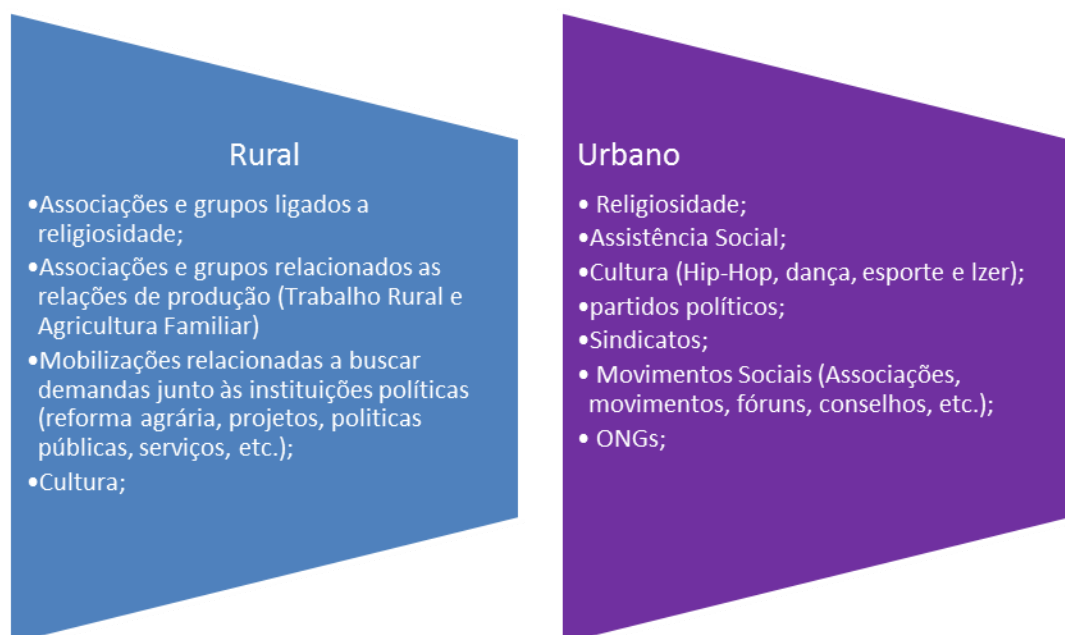 Rural
•Associações e grupos ligados a
religiosidade;
•Associações e grupos relacionados as
relações de produção (Trabalho Rural e
Agricultura Familiar)
•Mobilizações relacionadas a buscar
demandas junto às instituições políticas
(reforma agrária, projetos, politicas
públicas, serviços, etc.);
•Cultura;
Urbano
• Religiosidade;
•Assistência Social;
•Cultura (Hip-Hop, dança, esporte e lzer);
•partidos políticos;
•Sindicatos;
• Movimentos Sociais (Associações,
movimentos, fóruns, conselhos, etc.);
• ONGs;